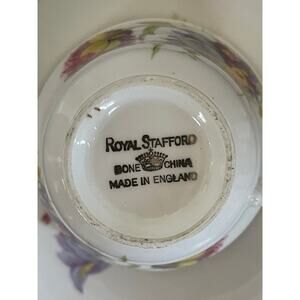 ROYAL STAFFORD
BONE CHINA
MADE IN ENGLAND